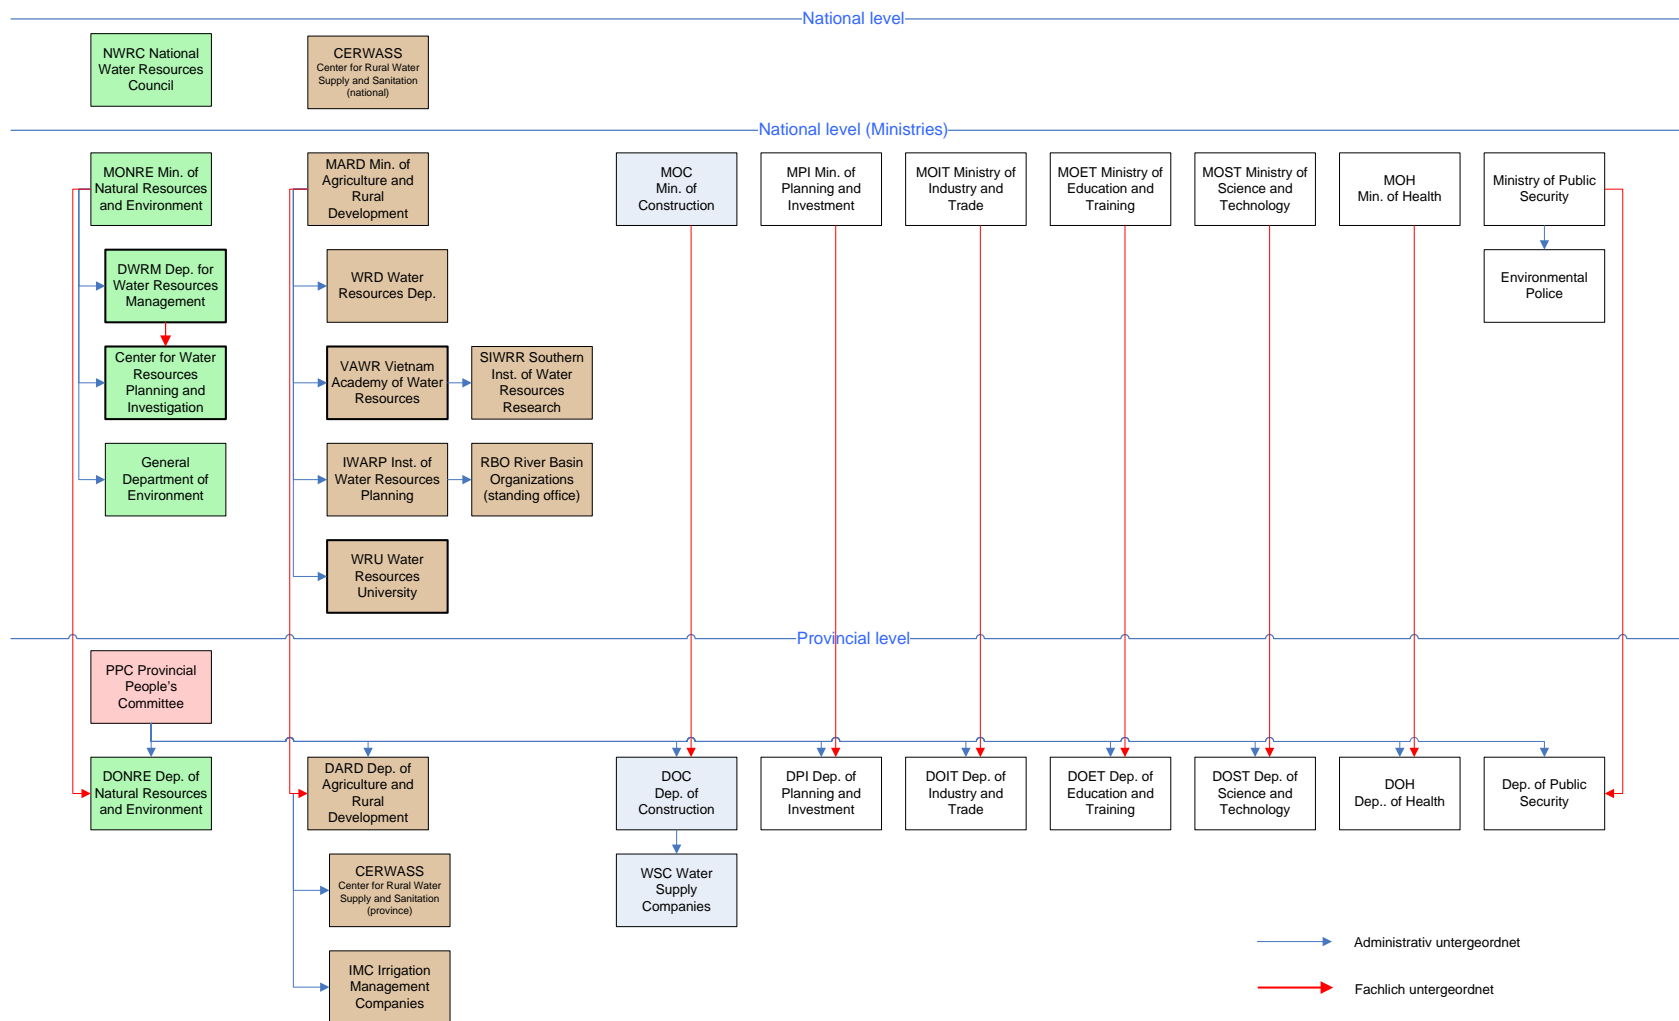 National level
NWRC National
Water Resources
Council
CERWASS
Center for Rural Water
Supply and Sanitation
(national)
National level (Ministries)
MONRE Min. of
Natural Resources
and Environment
MARD Min. of
Agriculture and
Rural
Development
MOC
Min. of
Construction
MPI Min. of
Planning and
Investment
MOIT Ministry of
Industry and
Trade
MOET Ministry of
Education and
Training
MOST Ministry of
Science and
Technology
MOH
Min. of Health
Ministry of Public
Security
DWRM Dep. for
Water Resources
Management
WRD Water
Resources Dep.
Environmental
Police
Center for Water
Resources
Planning and
Investigation
VAWR Vietnam
Academy of Water
Resources
SIWRR Southern
Inst. of Water
Resources
Research
General
Department of
Environment
IWARP Inst. of
Water Resources
Planning
RBO River Basin
Organizations
(standing office)
WRU Water
Resources
University
Provincial level
PPC Provincial
People's
Committee
DONRE Dep. of
Natural Resources
and Environment
DARD Dep. of
Agriculture and
Rural
Development
DOC
Dep. of
Construction
DPI Dep. of
Planning and
Investment
DOIT Dep. of
Industry and
Trade
DOET Dep. of
Education and
Training
DOST Dep. of
Science and
Technology
DOH
Dep.. of Health
Dep. of Public
Security
CERWASS
Center for Rural Water
Supply and Sanitation
(province)
WSC Water
Supply
Companies
IMC Irrigation
Management
Companies
Administrativ untergeordnet
Fachlich untergeordnet